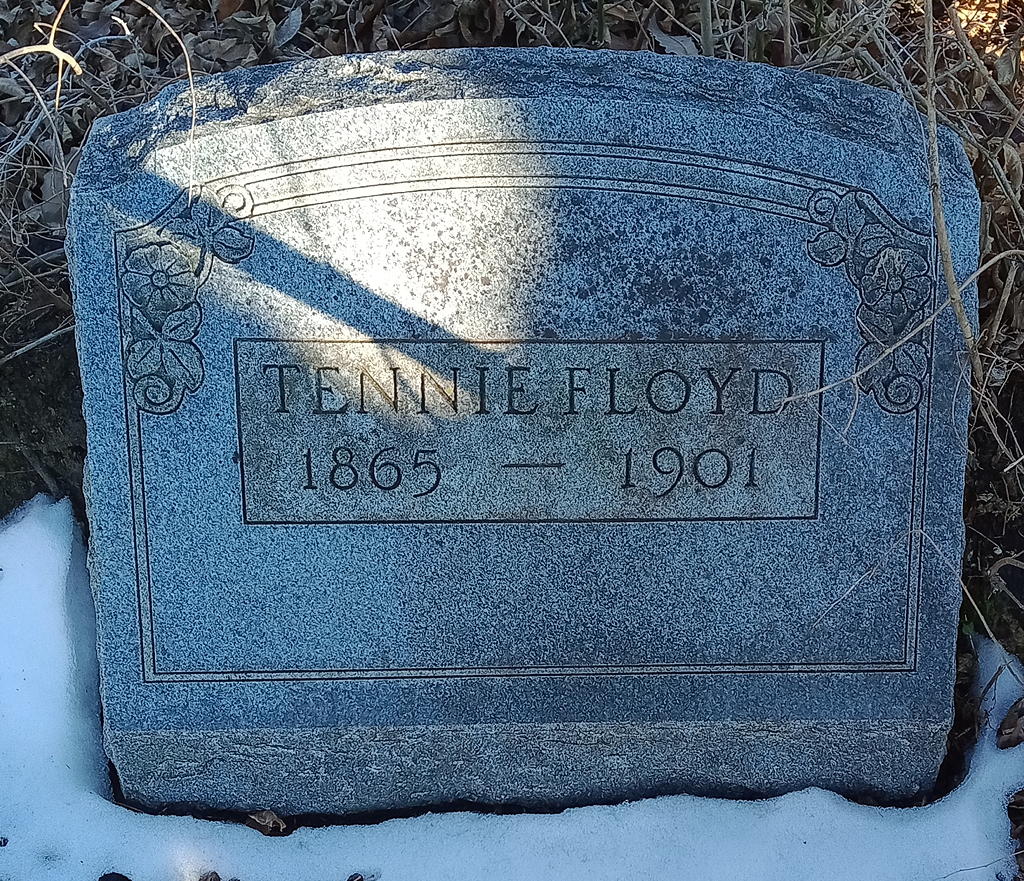 TENNIE FLOYD
1865 — 1901